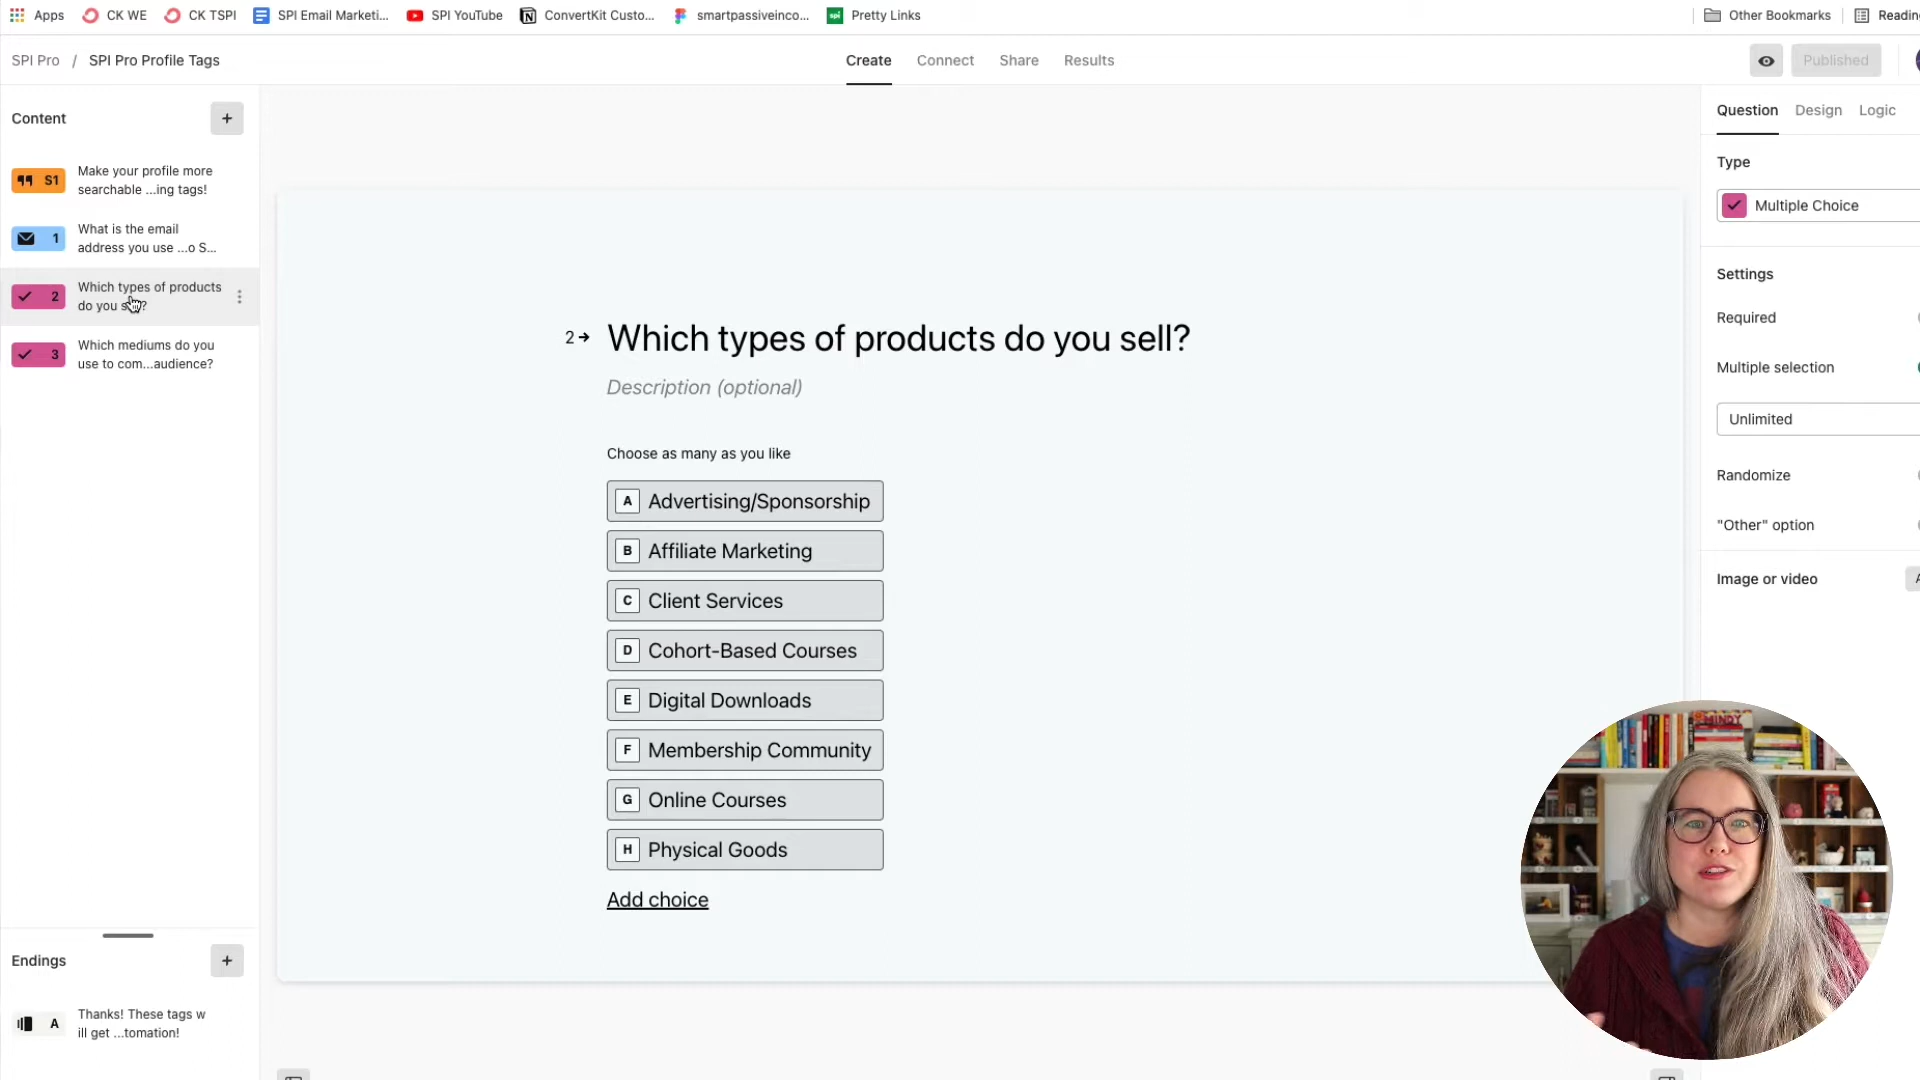 Apps CK WE CK TSPI SPI Email Marketi... SPI YouTube ConvertKit Custo... smartpassiveinco... Pretty Links Other Bookmarks Reading
SPI Pro / SPI Pro Profile Tags Create Connect Share Results Published
Content +
Question Design Logic
S1 Make your profile more
searchable ...ing tags!
1 What is the email
address you use ...o S...
2 Which types of products
do you s
3 Which mediums do you
use to com...audience?
Endings +
A Thanks! These tags w
ill get ...tomation!
2→ Which types of products do you sell?
Description (optional)
Choose as many as you like
A Advertising/Sponsorship
B Affiliate Marketing
C Client Services
D Cohort-Based Courses
E Digital Downloads
F Membership Community
G Online Courses
H Physical Goods
Add choice
Type
Multiple Choice
Settings
Required
Multiple selection
Unlimited
Randomize
"Other" option
Image or video A
MINDY